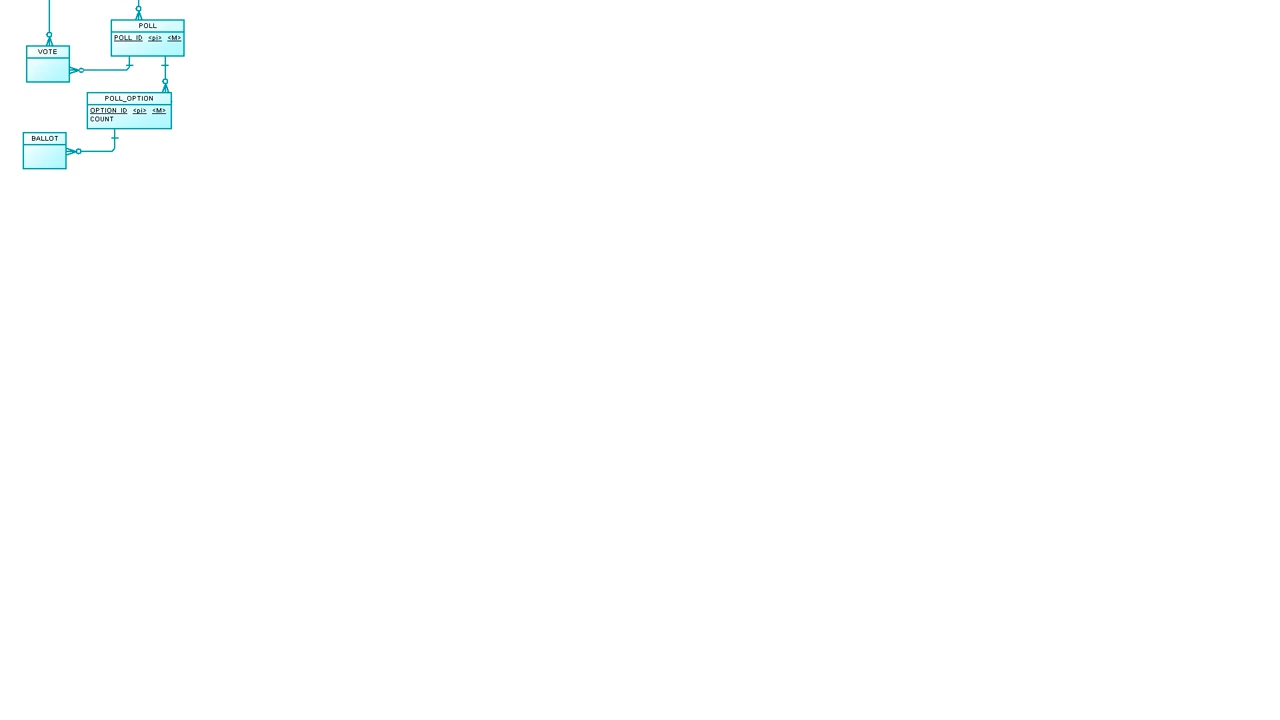 POLL
POLL_ID <pi> <M>
VOTE
POLL_OPTION
OPTION_ID <pi> <M>
COUNT
BALLOT